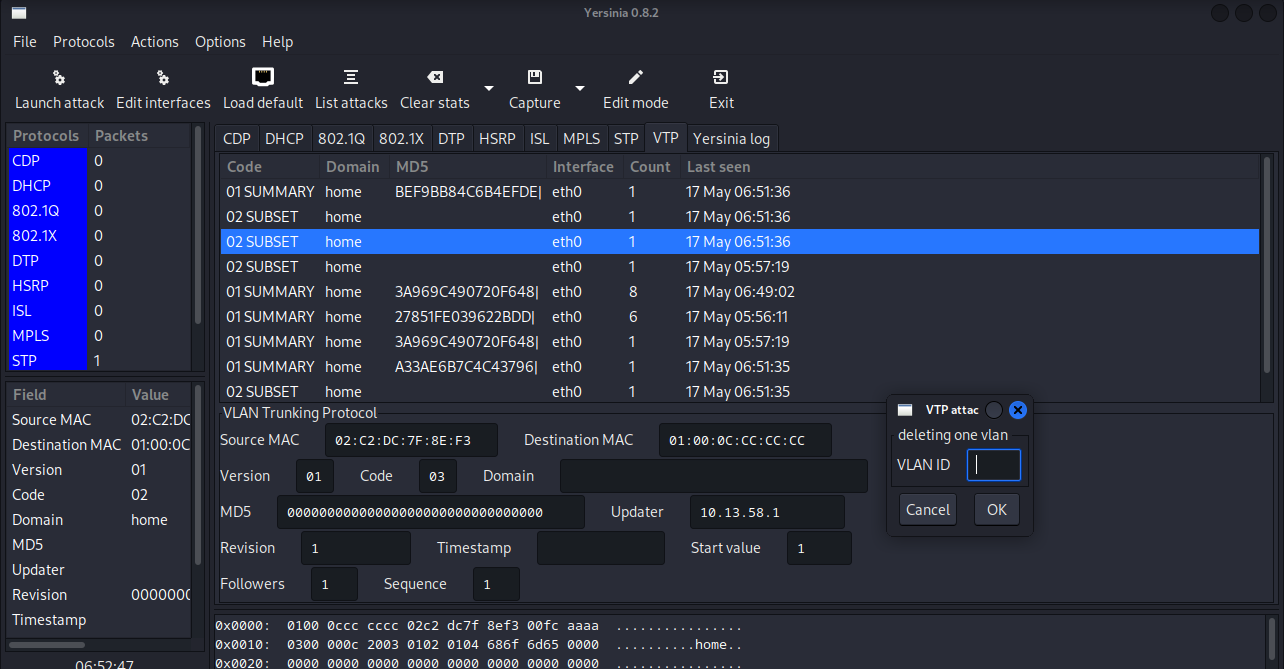 Yersinia 0.8.2
File Protocols Actions Options Help
Launch attack Edit interfaces Load default List attacks Clear stats Capture Edit mode Exit
Protocols Packets
CDP 0
DHCP 0
802.1Q 0
802.1X 0
DTP 0
HSRP 0
ISL 0
MPLS 0
STP 1
Field Value
Source MAC 02:C2:DC
Destination MAC 01:00:0C
Version 01
Code 02
Domain home
MD5
Updater
Revision 0000000
Timestamp
06:52:47
CDP DHCP 802.1Q 802.1X DTP HSRP ISL MPLS STP VTP Yersinia log
Code Domain MD5 Interface Count Last seen
01 SUMMARY home BEF9BB84C6B4EFDE| eth0 1 17 May 06:51:36
02 SUBSET home eth0 1 17 May 06:51:36
02 SUBSET home eth0 1 17 May 06:51:36
02 SUBSET home eth0 1 17 May 05:57:19
01 SUMMARY home 3A969C490720F648| eth0 8 17 May 06:49:02
01 SUMMARY home 27851FE039622BDD| eth0 6 17 May 05:56:11
01 SUMMARY home 3A969C490720F648| eth0 1 17 May 05:57:19
01 SUMMARY home A33AE6B7C4C43796| eth0 1 17 May 06:51:35
02 SUBSET home eth0 1 17 May 06:51:35
VLAN Trunking Protocol
Source MAC 02:C2:DC:7F:8E:F3 Destination MAC 01:00:0C:CC:CC:CC
Version 01 Code 03 Domain
MD5 00000000000000000000000000000000 Updater 10.13.58.1
Revision 1 Timestamp Start value 1
Followers 1 Sequence 1
VTP attac
deleting one vlan
VLAN ID
Cancel OK
0x0000: 0100 0ccc cccc 02c2 dc7f 8ef3 00fc aaaa ................
0x0010: 0300 000c 2003 0102 0104 686f 6d65 0000 ..........home..
0x0020: 0000 0000 0000 0000 0000 0000 0000 0000 ................